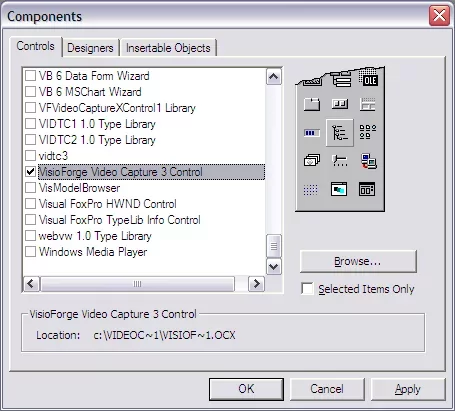 Components
Controls
Designers
Insertable Objects
VB 6 Data Form Wizard
VB 6 MSChart Wizard
VFVideoCaptureXControl1 Library
VIDTC1 1.0 Type Library
VIDTC2 1.0 Type Library
vidtc3
VisioForge Video Capture 3 Control
VisModelBrowser
Visual FoxPro HWND Control
Visual FoxPro TypeLib Info Control
webvw 1.0 Type Library
Windows Media Player
OLE
Browse...
Selected Items Only
VisioForge Video Capture 3 Control
Location: c:\VIDEOC~1\VISIOF~1.OCX
OK
Cancel
Apply